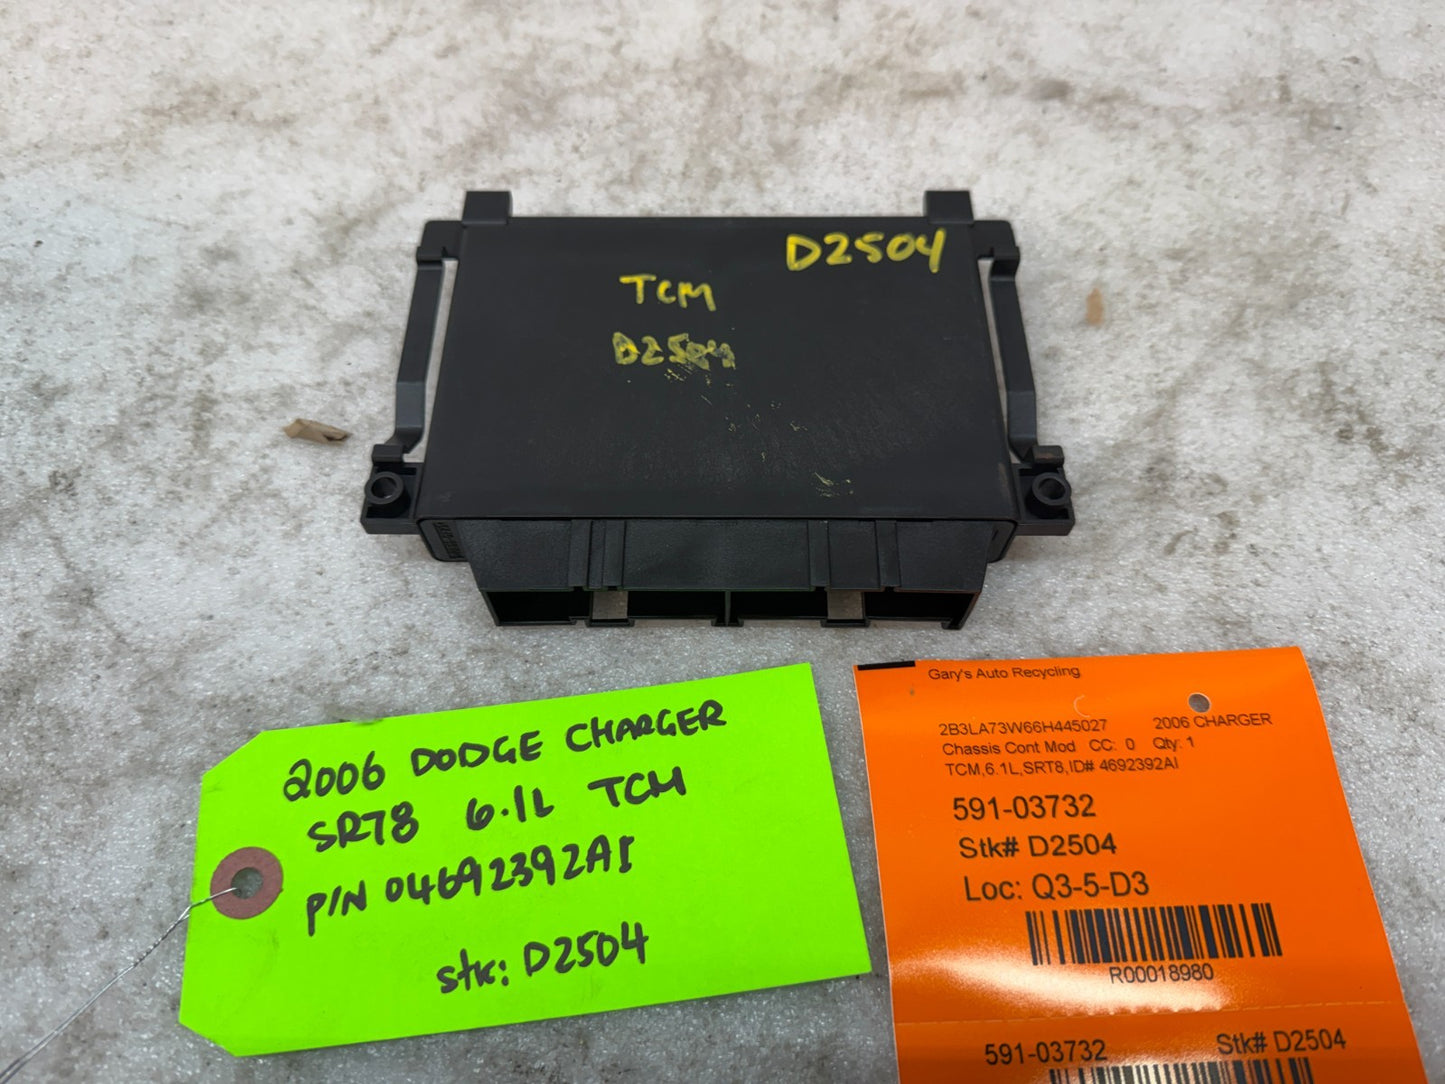 D2504
TCM
D2504
2006 DODGE CHARGER
SRT8 6.1L TCM
P/N 04692392AI
stk: D2504
Gary's Auto Recycling
2B3LA73W66H445027 2006 CHARGER
Chassis Cont Mod CC: 0 Qty: 1
TCM,6.1L,SRT8,ID# 4692392AI
591-03732
Stk# D2504
Loc: Q3-5-D3
R00018980
591-03732 Stk# D2504